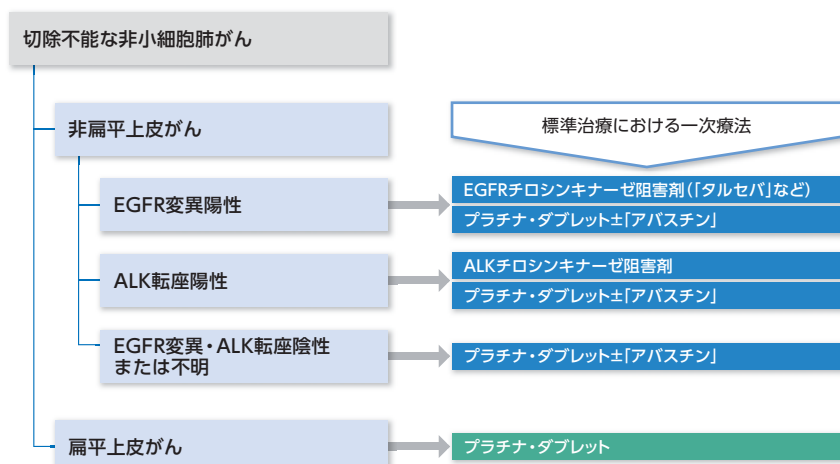 切除不能な非小細胞肺がん
非扁平上皮がん
標準治療における一次療法
EGFR変異陽性
EGFRチロシンキナーゼ阻害剤(「タルセバ」など)
プラチナ・ダブレット±「アバスチン」
ALK転座陽性
ALKチロシンキナーゼ阻害剤
プラチナ・ダブレット±「アバスチン」
EGFR変異・ALK転座陰性
または不明
プラチナ・ダブレット±「アバスチン」
扁平上皮がん
プラチナ・ダブレット